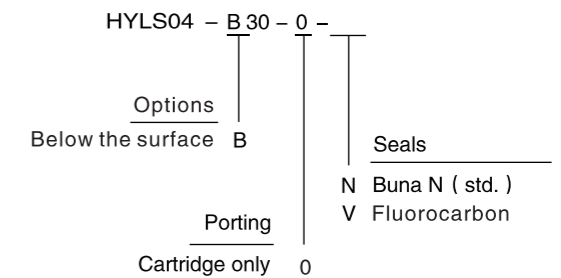 HYLS04 – B 30 – 0 –
Options
Below the surface B
Seals
N Buna N ( std. )
V Fluorocarbon
Porting
Cartridge only 0